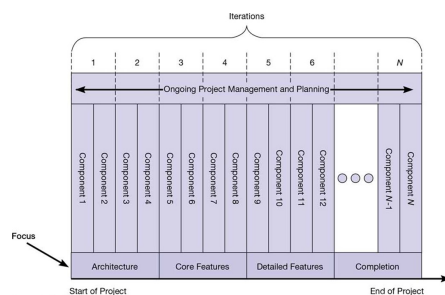 Iterations
1 2 3 4 5 6 N
Ongoing Project Management and Planning
Component 1
Component 2
Component 3
Component 4
Component 5
Component 6
Component 7
Component 8
Component 9
Component 10
Component 11
Component 12
Component N-1
Component N
Focus
Architecture Core Features Detailed Features Completion
Start of Project End of Project